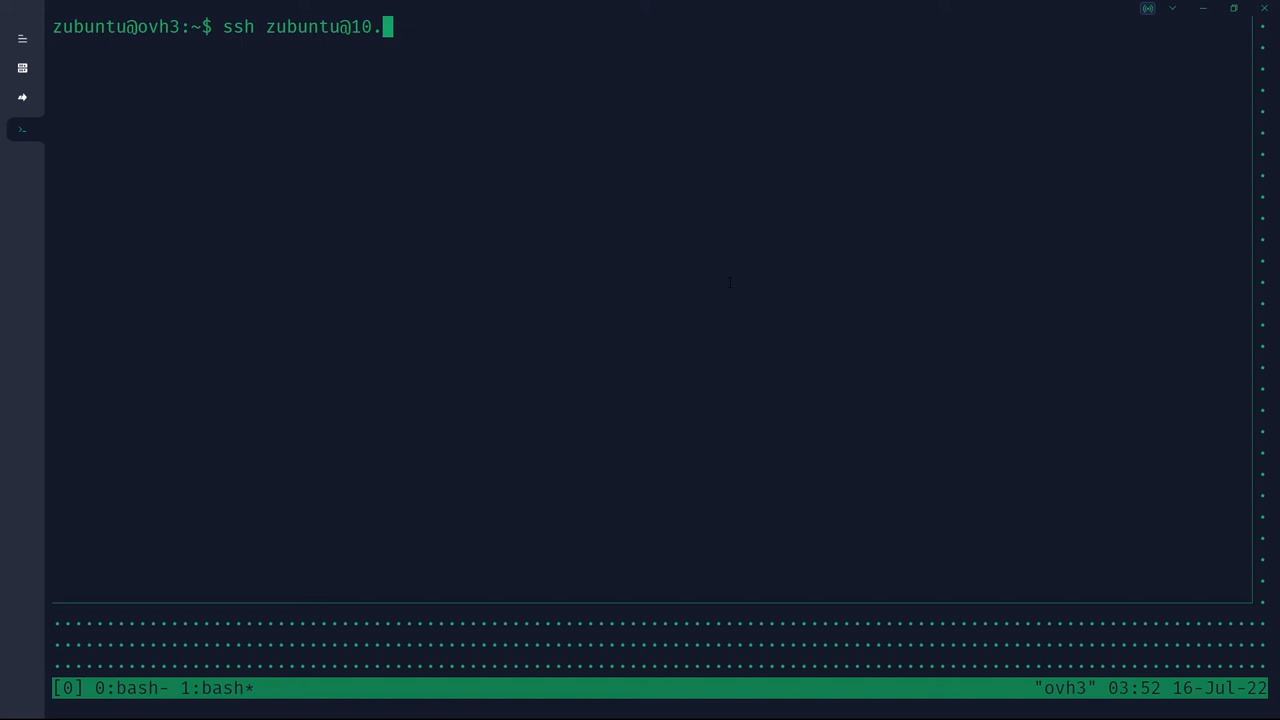 zubuntu@ovh3:~$ ssh zubuntu@10.
[0] 0:bash- 1:bash* "ovh3" 03:52 16-Jul-22